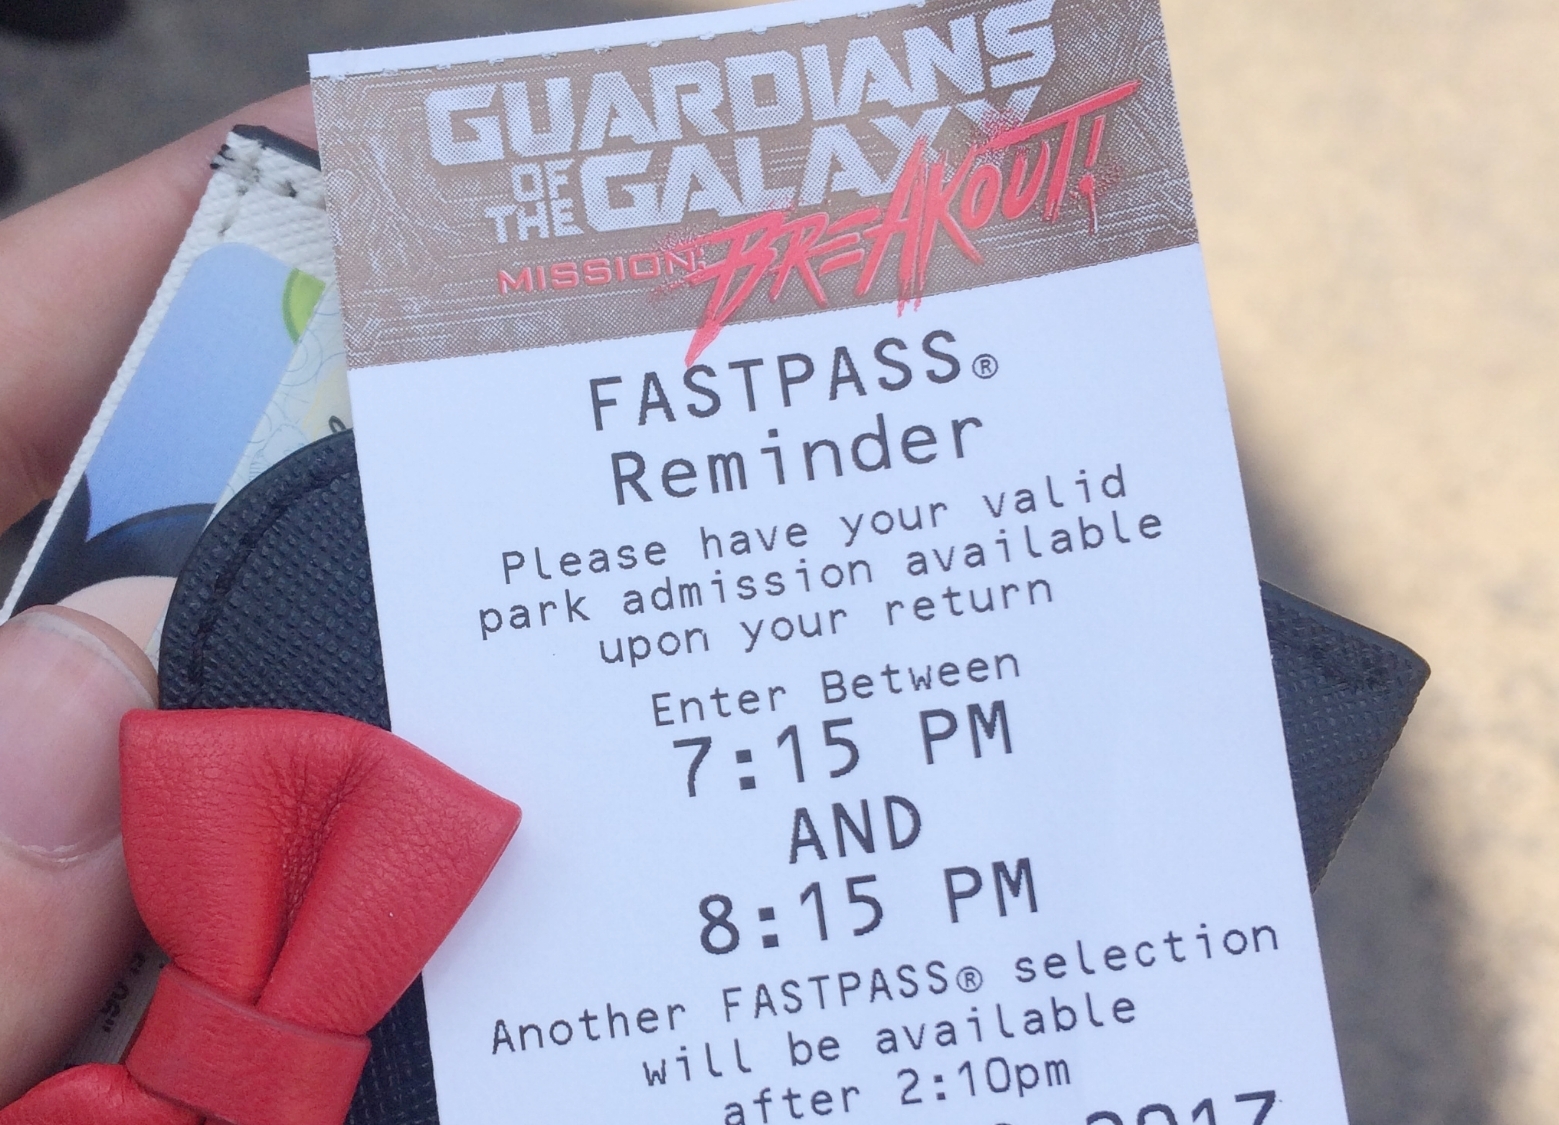 GUARDIANS
OF
THE GALAXY
MISSION: BREAKOUT!
FASTPASS®
Reminder
Please have your valid
park admission available
upon your return
Enter Between
7:15 PM
AND
8:15 PM
Another FASTPASS® selection
will be available
after 2:10pm
2017